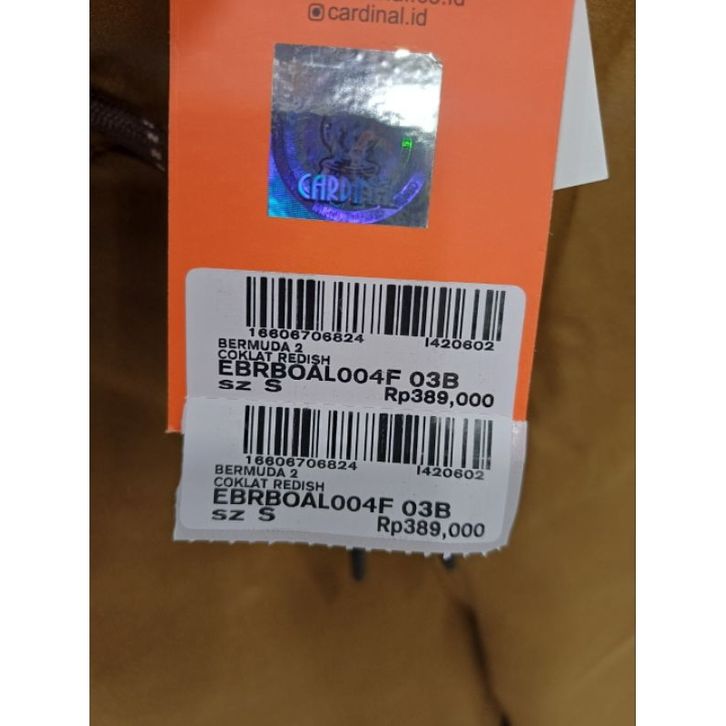 cardinal.id
CARDINAL
16606706824 I420602
BERMUDA 2
COKLAT REDISH
EBRBOAL004F 03B
SZ S Rp389,000
16606706824 I420602
BERMUDA 2
COKLAT REDISH
EBRBOAL004F 03B
SZ S Rp389,000